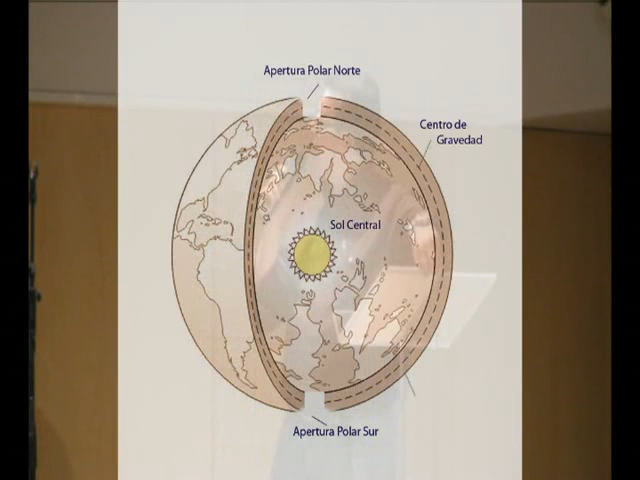 Apertura Polar Norte
Centro de
Gravedad
Sol Central
Apertura Polar Sur